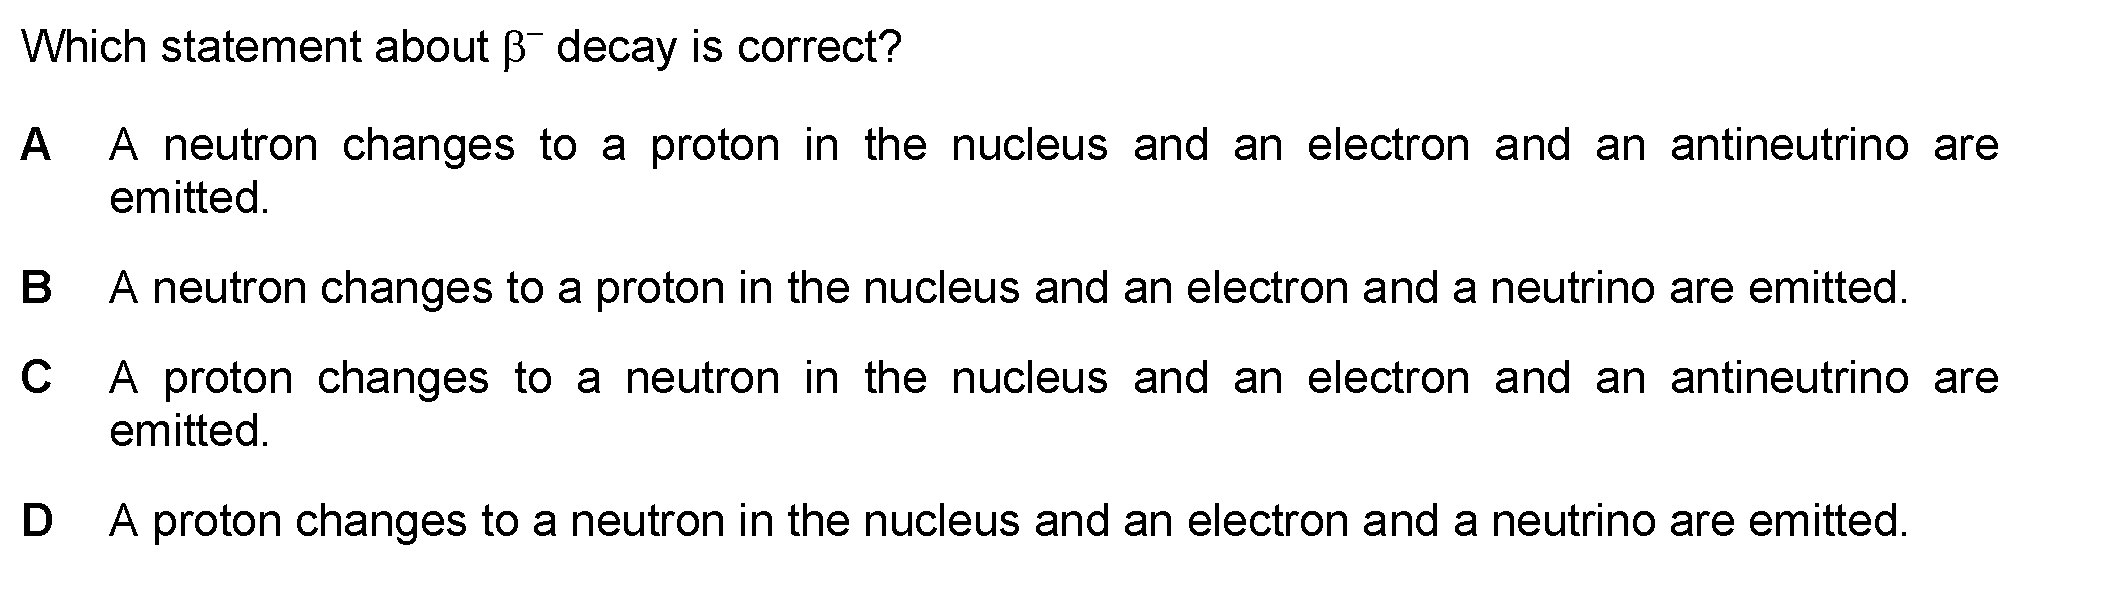 Which statement about β⁻ decay is correct?
A A neutron changes to a proton in the nucleus and an electron and an antineutrino are
emitted.
B A neutron changes to a proton in the nucleus and an electron and a neutrino are emitted.
C A proton changes to a neutron in the nucleus and an electron and an antineutrino are
emitted.
D A proton changes to a neutron in the nucleus and an electron and a neutrino are emitted.